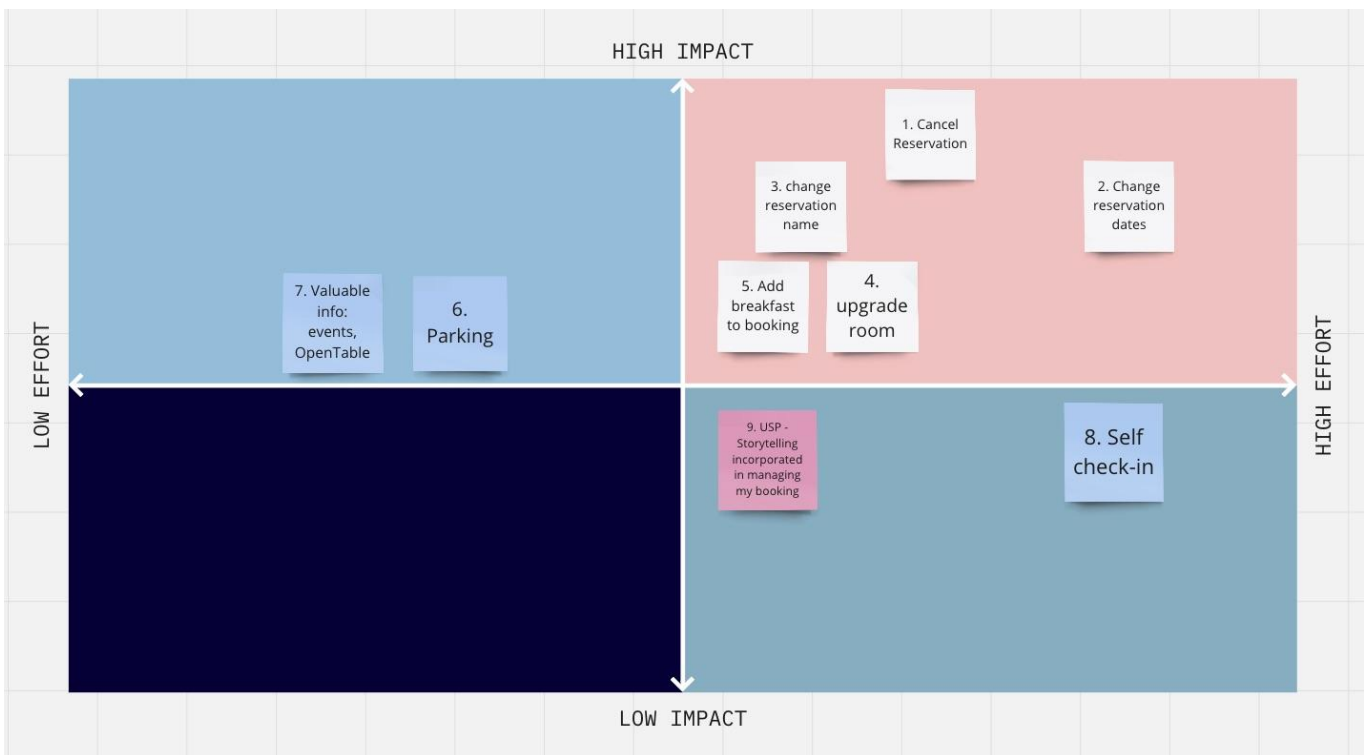 HIGH IMPACT
1. Cancel
Reservation
3. change
reservation
name
2. Change
reservation
dates
7. Valuable
info:
events,
OpenTable
6.
Parking
5. Add
breakfast
to booking
4.
upgrade
room
LOW EFFORT
HIGH EFFORT
9. USP -
Storytelling
incorporated
in managing
my booking
8. Self
check-in
LOW IMPACT